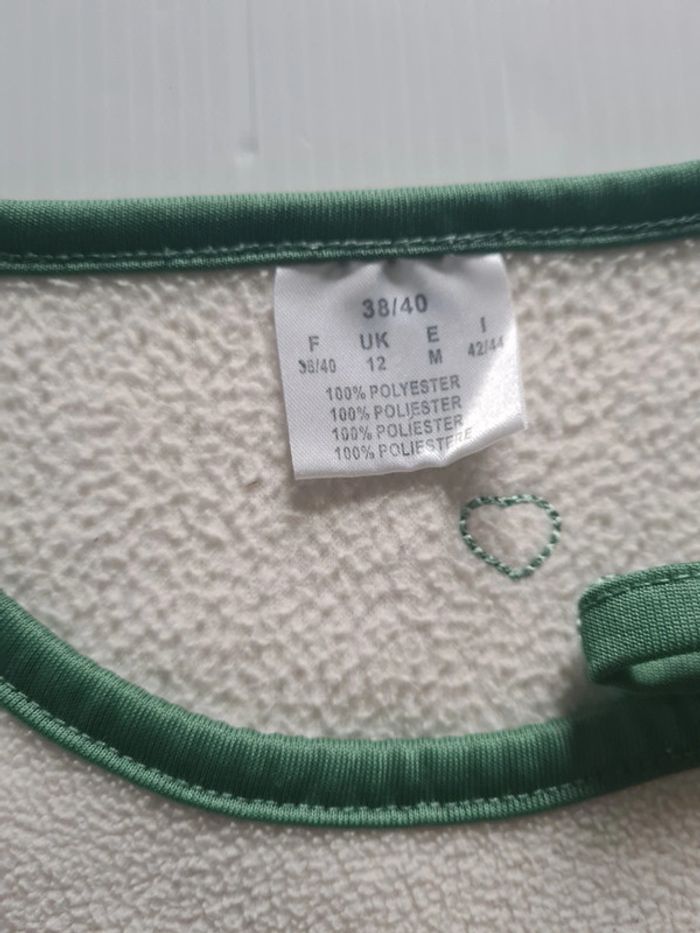 38/40
F UK E I
38/40 12 M 42/44
100% POLYESTER
100% POLIESTER
100% POLIESTER
100% POLIESTERE